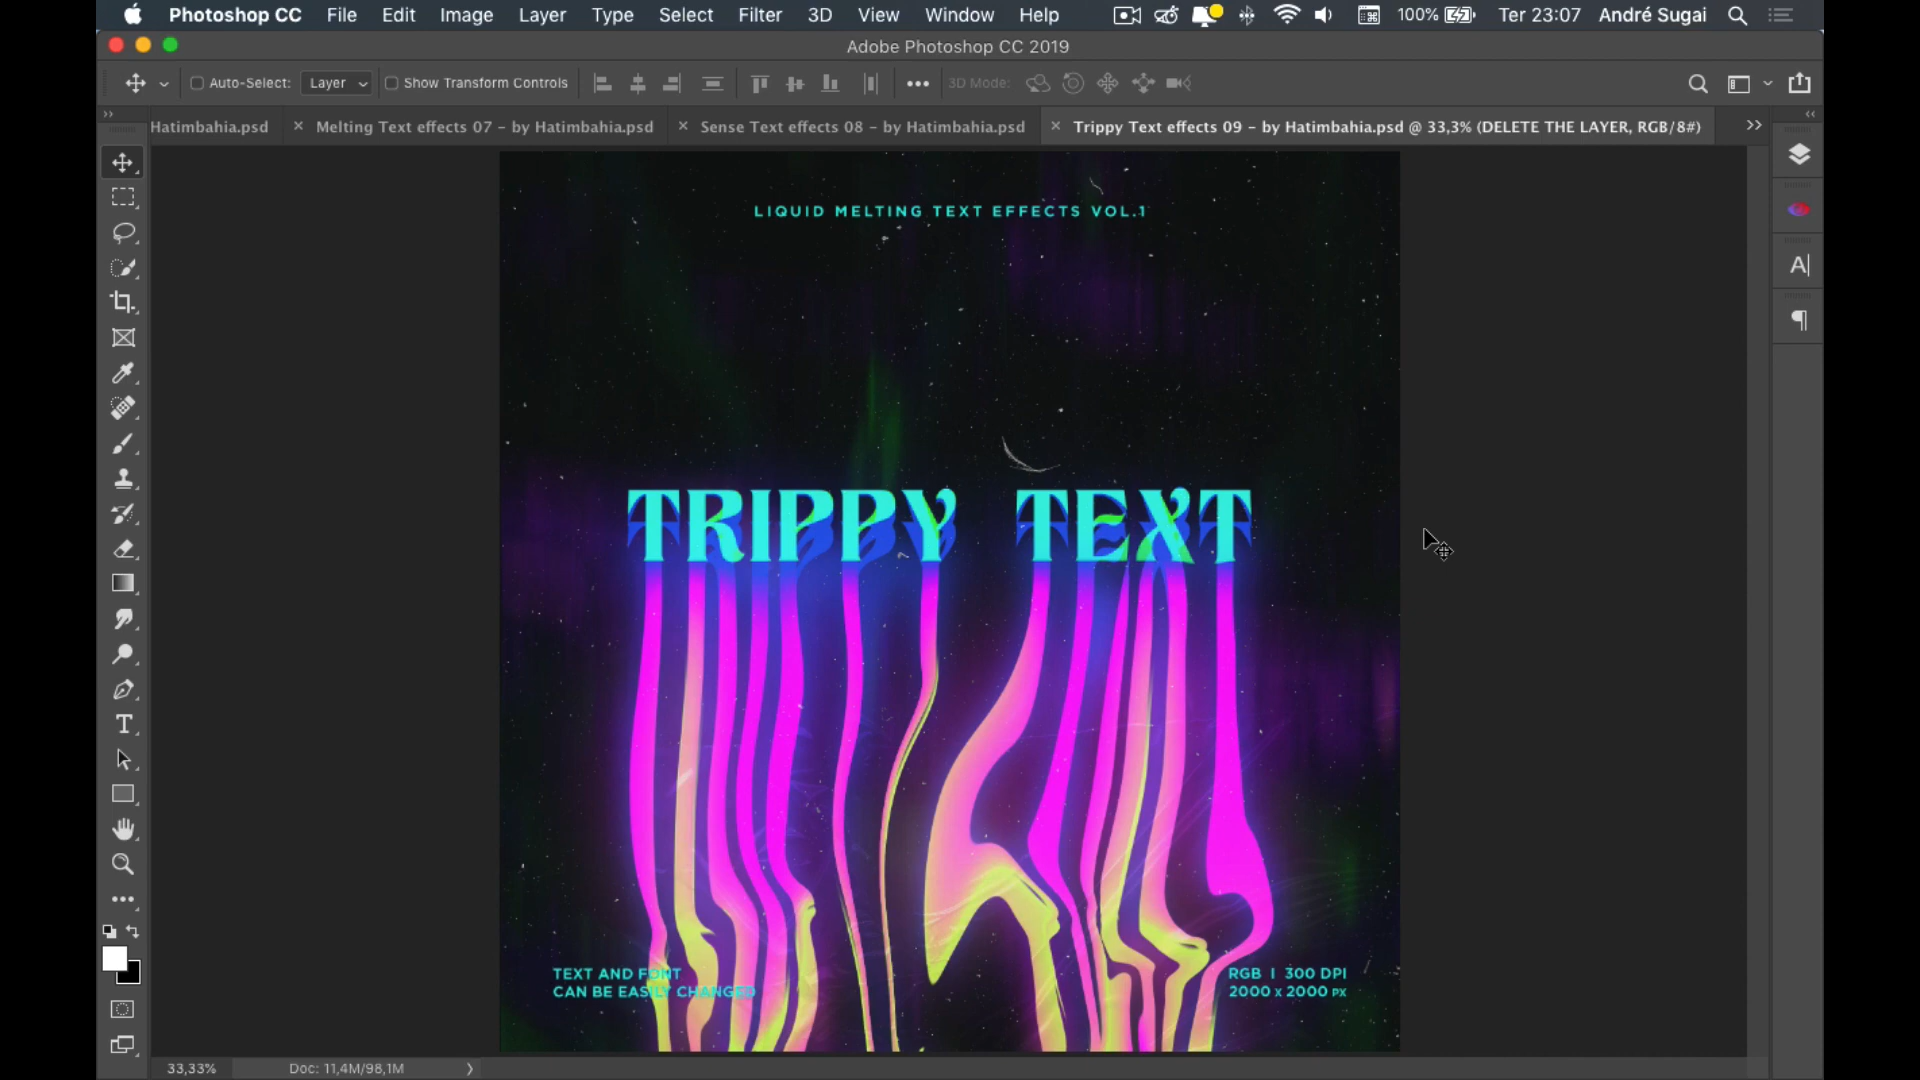 Photoshop CC File Edit Image Layer Type Select Filter 3D View Window Help 100% Ter 23:07 André Sugai
Adobe Photoshop CC 2019
Auto-Select: Layer Show Transform Controls 3D Mode:
Hatimbahia.psd Melting Text effects 07 - by Hatimbahia.psd Sense Text effects 08 - by Hatimbahia.psd Trippy Text effects 09 - by Hatimbahia.psd @ 33,3% (DELETE THE LAYER, RGB/8#)
LIQUID MELTING TEXT EFFECTS VOL.1
TRIPPY TEXT
TEXT AND FONT
CAN BE EASILY CHANGED
RGB I 300 DPI
2000 X 2000 PX
33,33% Doc: 11,4M/98,1M